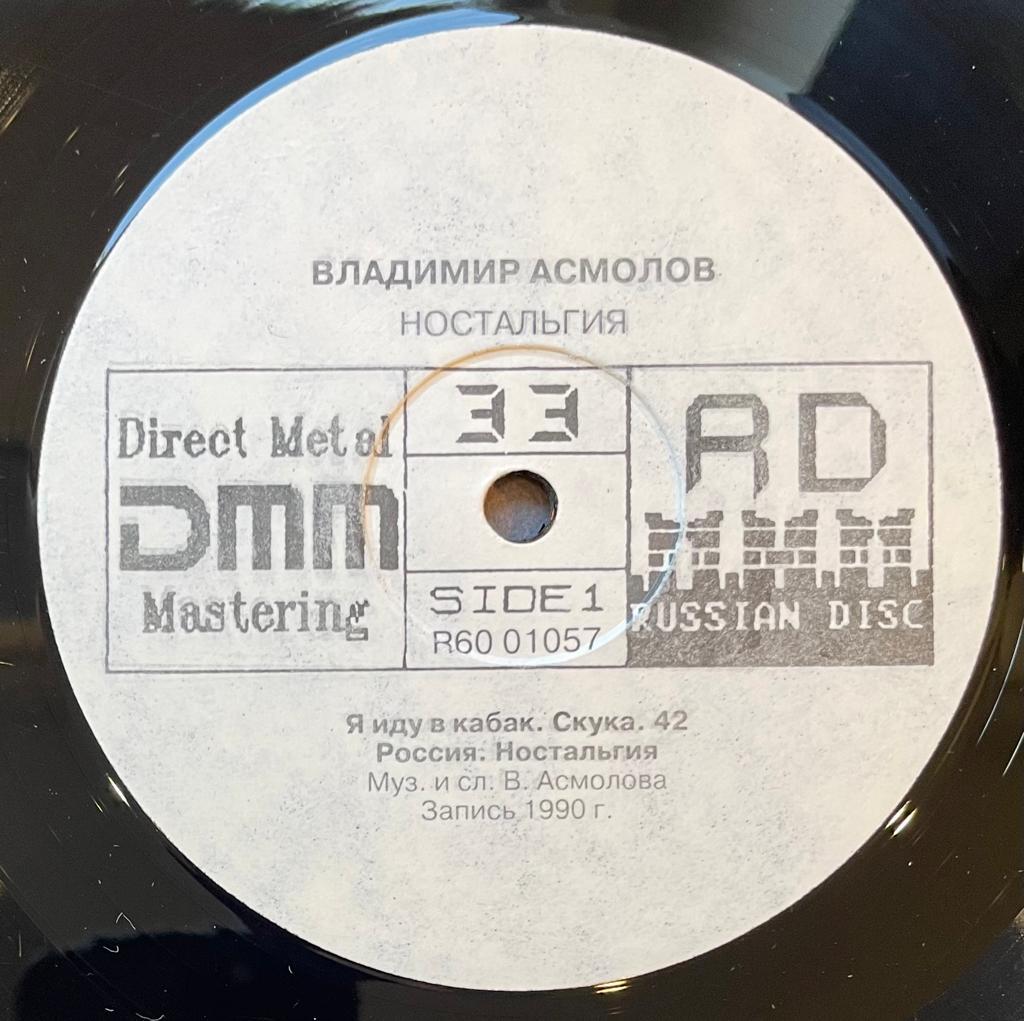 ВЛАДИМИР АСМОЛОВ
НОСТАЛЬГИЯ
Direct Metal
DMM
Mastering
33
SIDE 1
R60 01057
RD
RUSSIAN DISC
Я иду в кабак. Скука. 42
Россия. Ностальгия
Муз. и сл. В. Асмолова
Запись 1990 г.